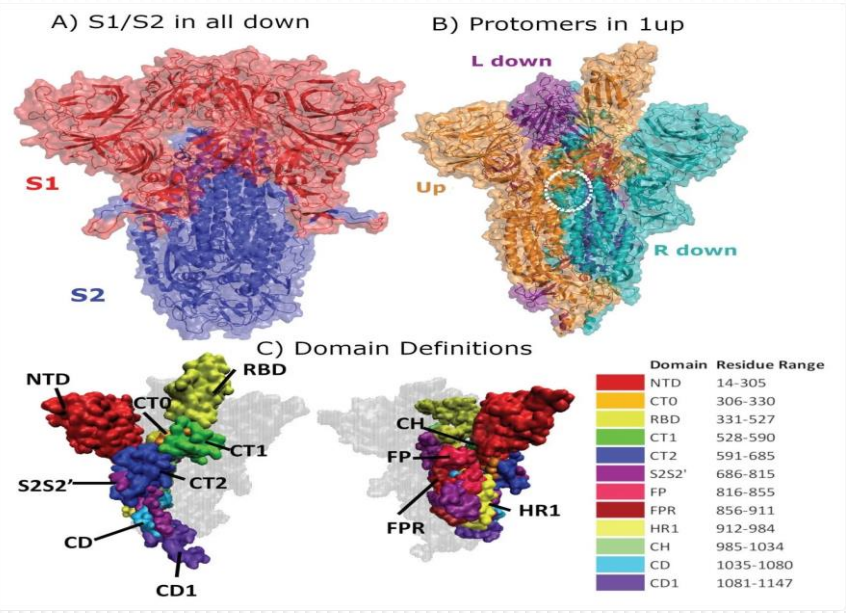 A) S1/S2 in all down
B) Protomers in 1up
L down
S1
Up
R down
S2
C) Domain Definitions
NTD
CT0
RBD
CT1
S2S2'
CT2
CD
CD1
CH
FP
FPR
HR1
Domain Residue Range
NTD 14-305
CT0 306-330
RBD 331-527
CT1 528-590
CT2 591-685
S2S2' 686-815
FP 816-855
FPR 856-911
HR1 912-984
CH 985-1034
CD 1035-1080
CD1 1081-1147